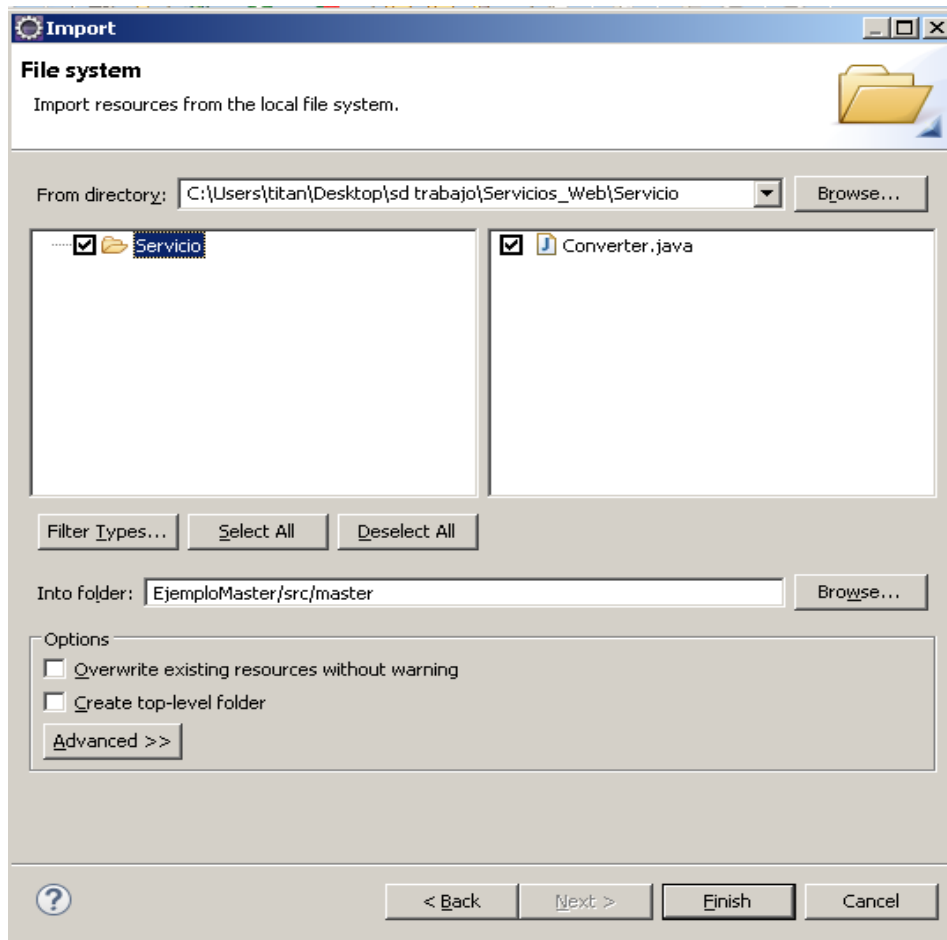 Import
File system
Import resources from the local file system.
From directory: C:\Users\titan\Desktop\sd trabajo\Servicios_Web\Servicio Browse...
Servicio Converter.java
Filter Types... Select All Deselect All
Into folder: EjemploMaster/src/master Browse...
Options
Overwrite existing resources without warning
Create top-level folder
Advanced >>
? < Back Next > Finish Cancel